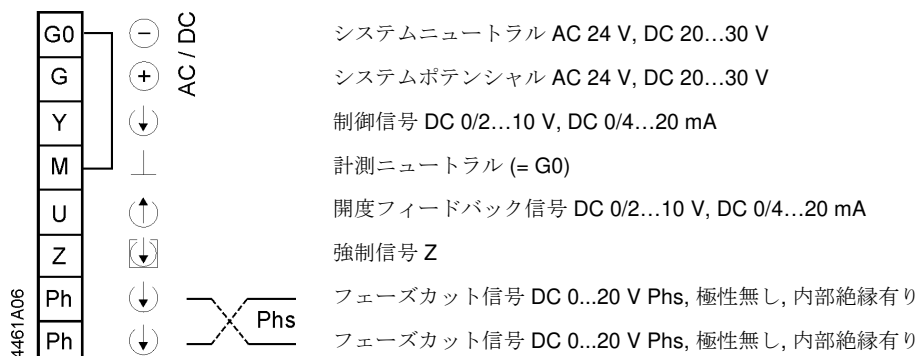 G0 − AC / DC システムニュートラル AC 24 V, DC 20…30 V
G + システムポテンシャル AC 24 V, DC 20…30 V
Y 制御信号 DC 0/2…10 V, DC 0/4…20 mA
M 計測ニュートラル (= G0)
U 開度フィードバック信号 DC 0/2…10 V, DC 0/4…20 mA
Z 強制信号 Z
Ph フェーズカット信号 DC 0...20 V Phs, 極性無し, 内部絶縁有り
Phs
Ph フェーズカット信号 DC 0...20 V Phs, 極性無し, 内部絶縁有り
4461A06